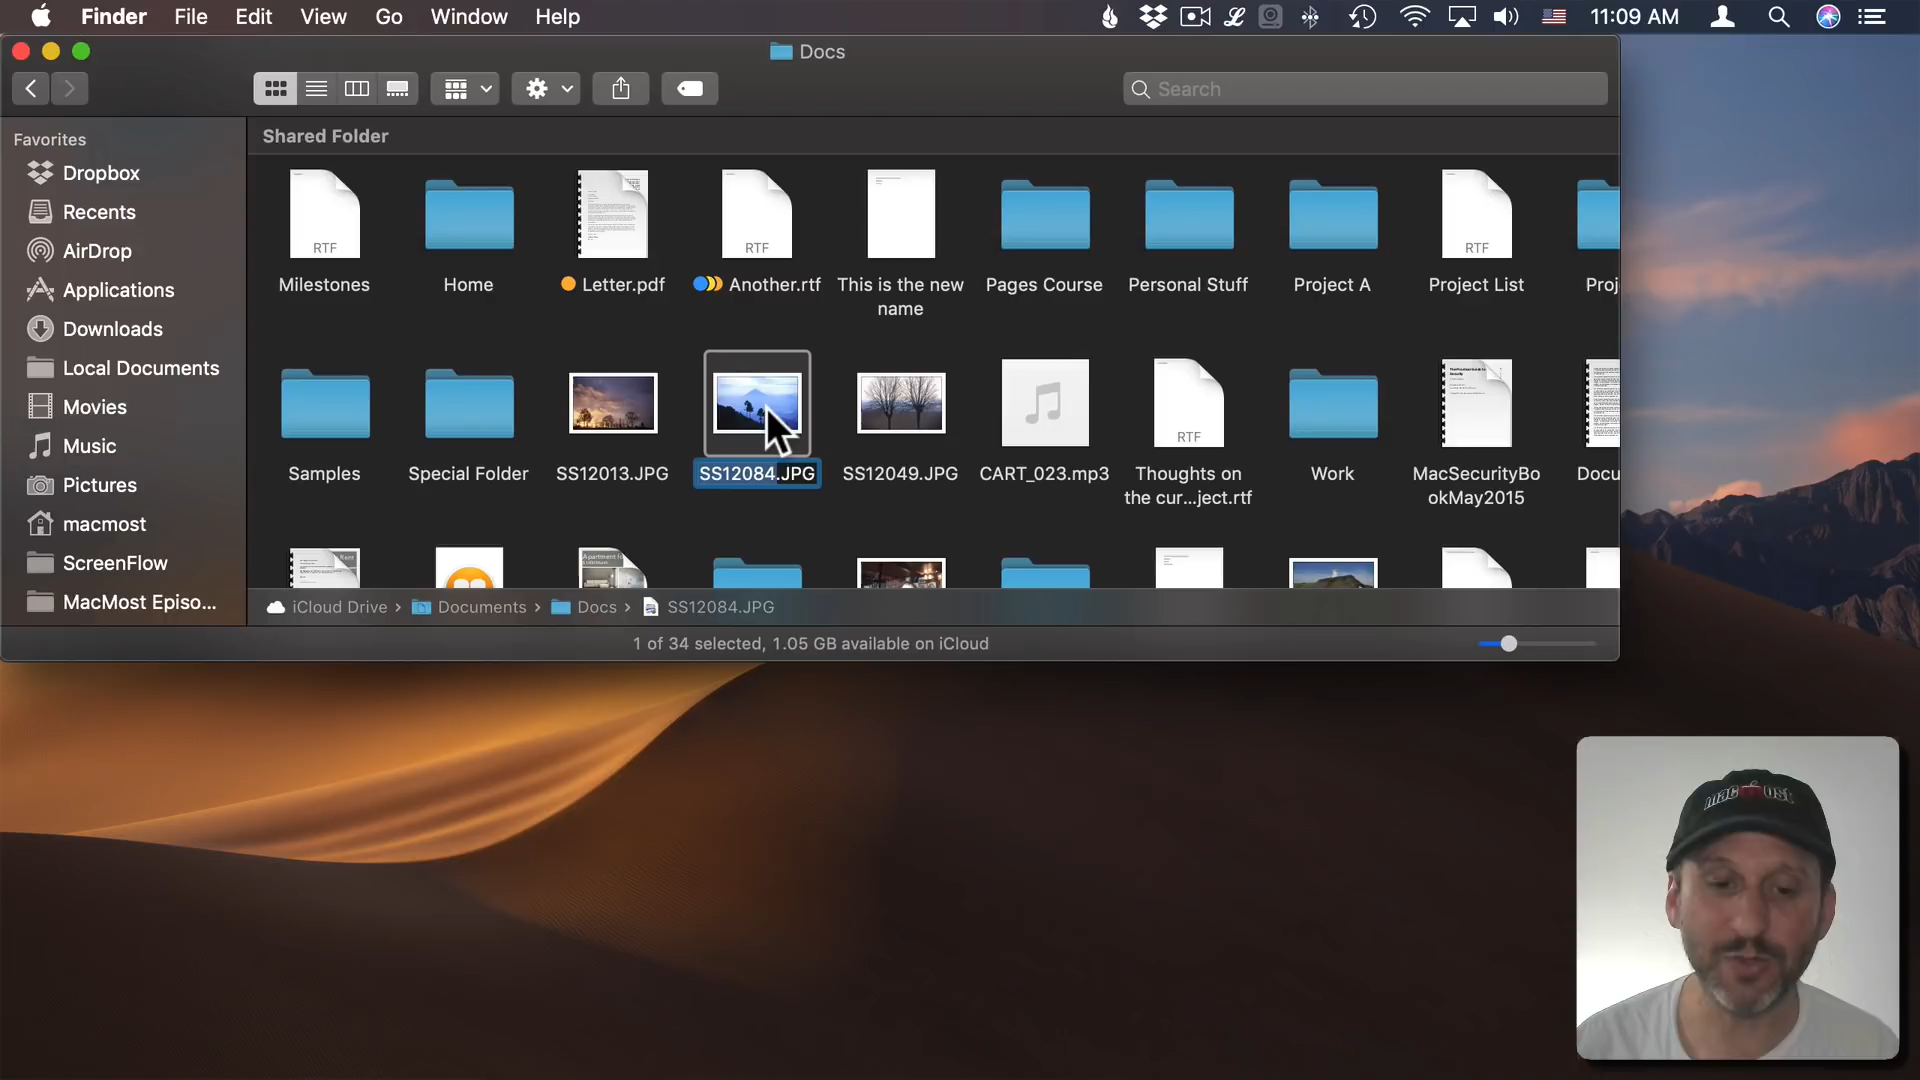 Finder File Edit View Go Window Help 11:09 AM
Docs
Search
Favorites
Dropbox
Recents
AirDrop
Applications
Downloads
Local Documents
Movies
Music
Pictures
macmost
ScreenFlow
MacMost Episo...
Shared Folder
RTF RTF RTF
Milestones Home Letter.pdf Another.rtf This is the new Pages Course Personal Stuff Project A Project List Proj
name
RTF
Samples Special Folder SS12013.JPG SS12084.JPG SS12049.JPG CART_023.mp3 Thoughts on Work MacSecurityBo Docu
the cur...ject.rtf okMay2015
iCloud Drive › Documents › Docs › SS12084.JPG
1 of 34 selected, 1.05 GB available on iCloud